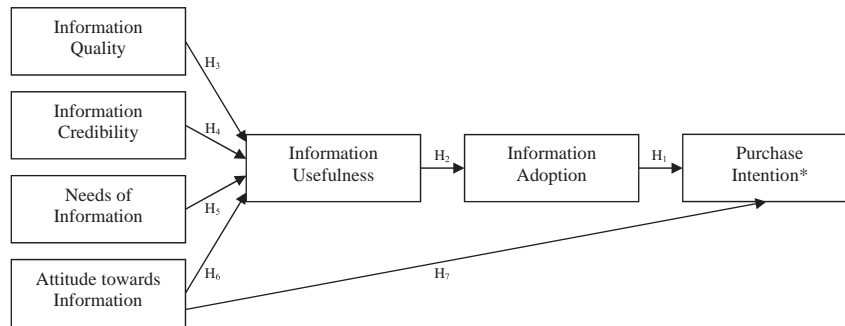 Information
Quality
H₃
Information
Credibility
H₄
Information
Usefulness
H₂
Information
Adoption
H₁
Purchase
Intention*
Needs of
Information
H₅
Attitude towards
Information
H₆
H₇